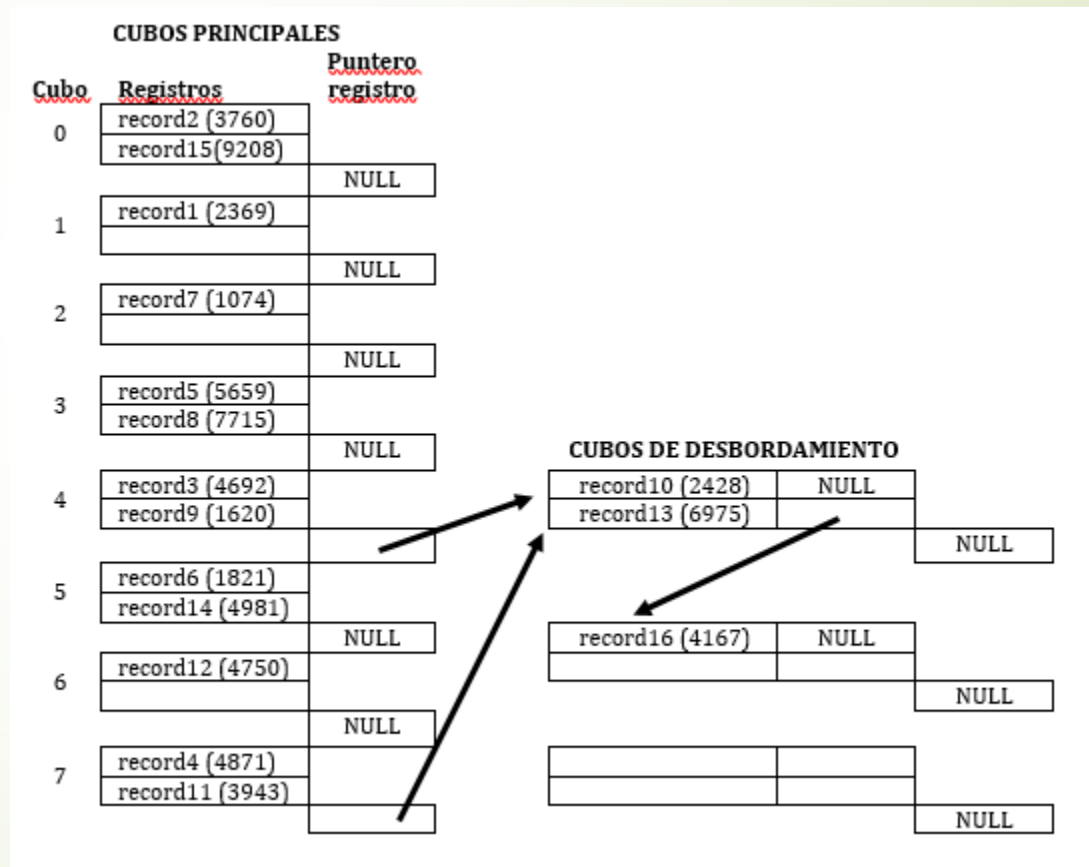 CUBOS PRINCIPALES
Puntero
Cubo Registros registro
0
record2 (3760)
record15(9208)
NULL
1
record1 (2369)
NULL
2
record7 (1074)
NULL
3
record5 (5659)
record8 (7715)
NULL
4
record3 (4692)
record9 (1620)
5
record6 (1821)
record14 (4981)
NULL
6
record12 (4750)
NULL
7
record4 (4871)
record11 (3943)
CUBOS DE DESBORDAMIENTO
record10 (2428) NULL
record13 (6975)
NULL
record16 (4167) NULL
NULL
NULL